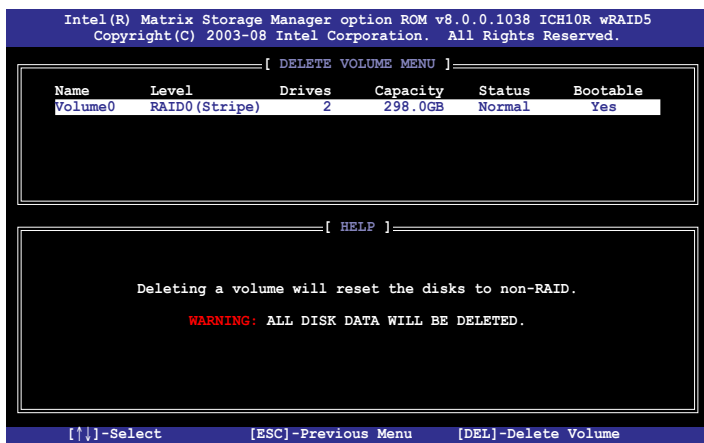 Intel(R) Matrix Storage Manager option ROM v8.0.0.1038 ICH10R wRAID5
Copyright(C) 2003-08 Intel Corporation. All Rights Reserved.
[ DELETE VOLUME MENU ]
Name Level Drives Capacity Status Bootable
Volume0 RAID0(Stripe) 2 298.0GB Normal Yes
[ HELP ]
Deleting a volume will reset the disks to non-RAID.
WARNING: ALL DISK DATA WILL BE DELETED.
[↑↓]-Select [ESC]-Previous Menu [DEL]-Delete Volume